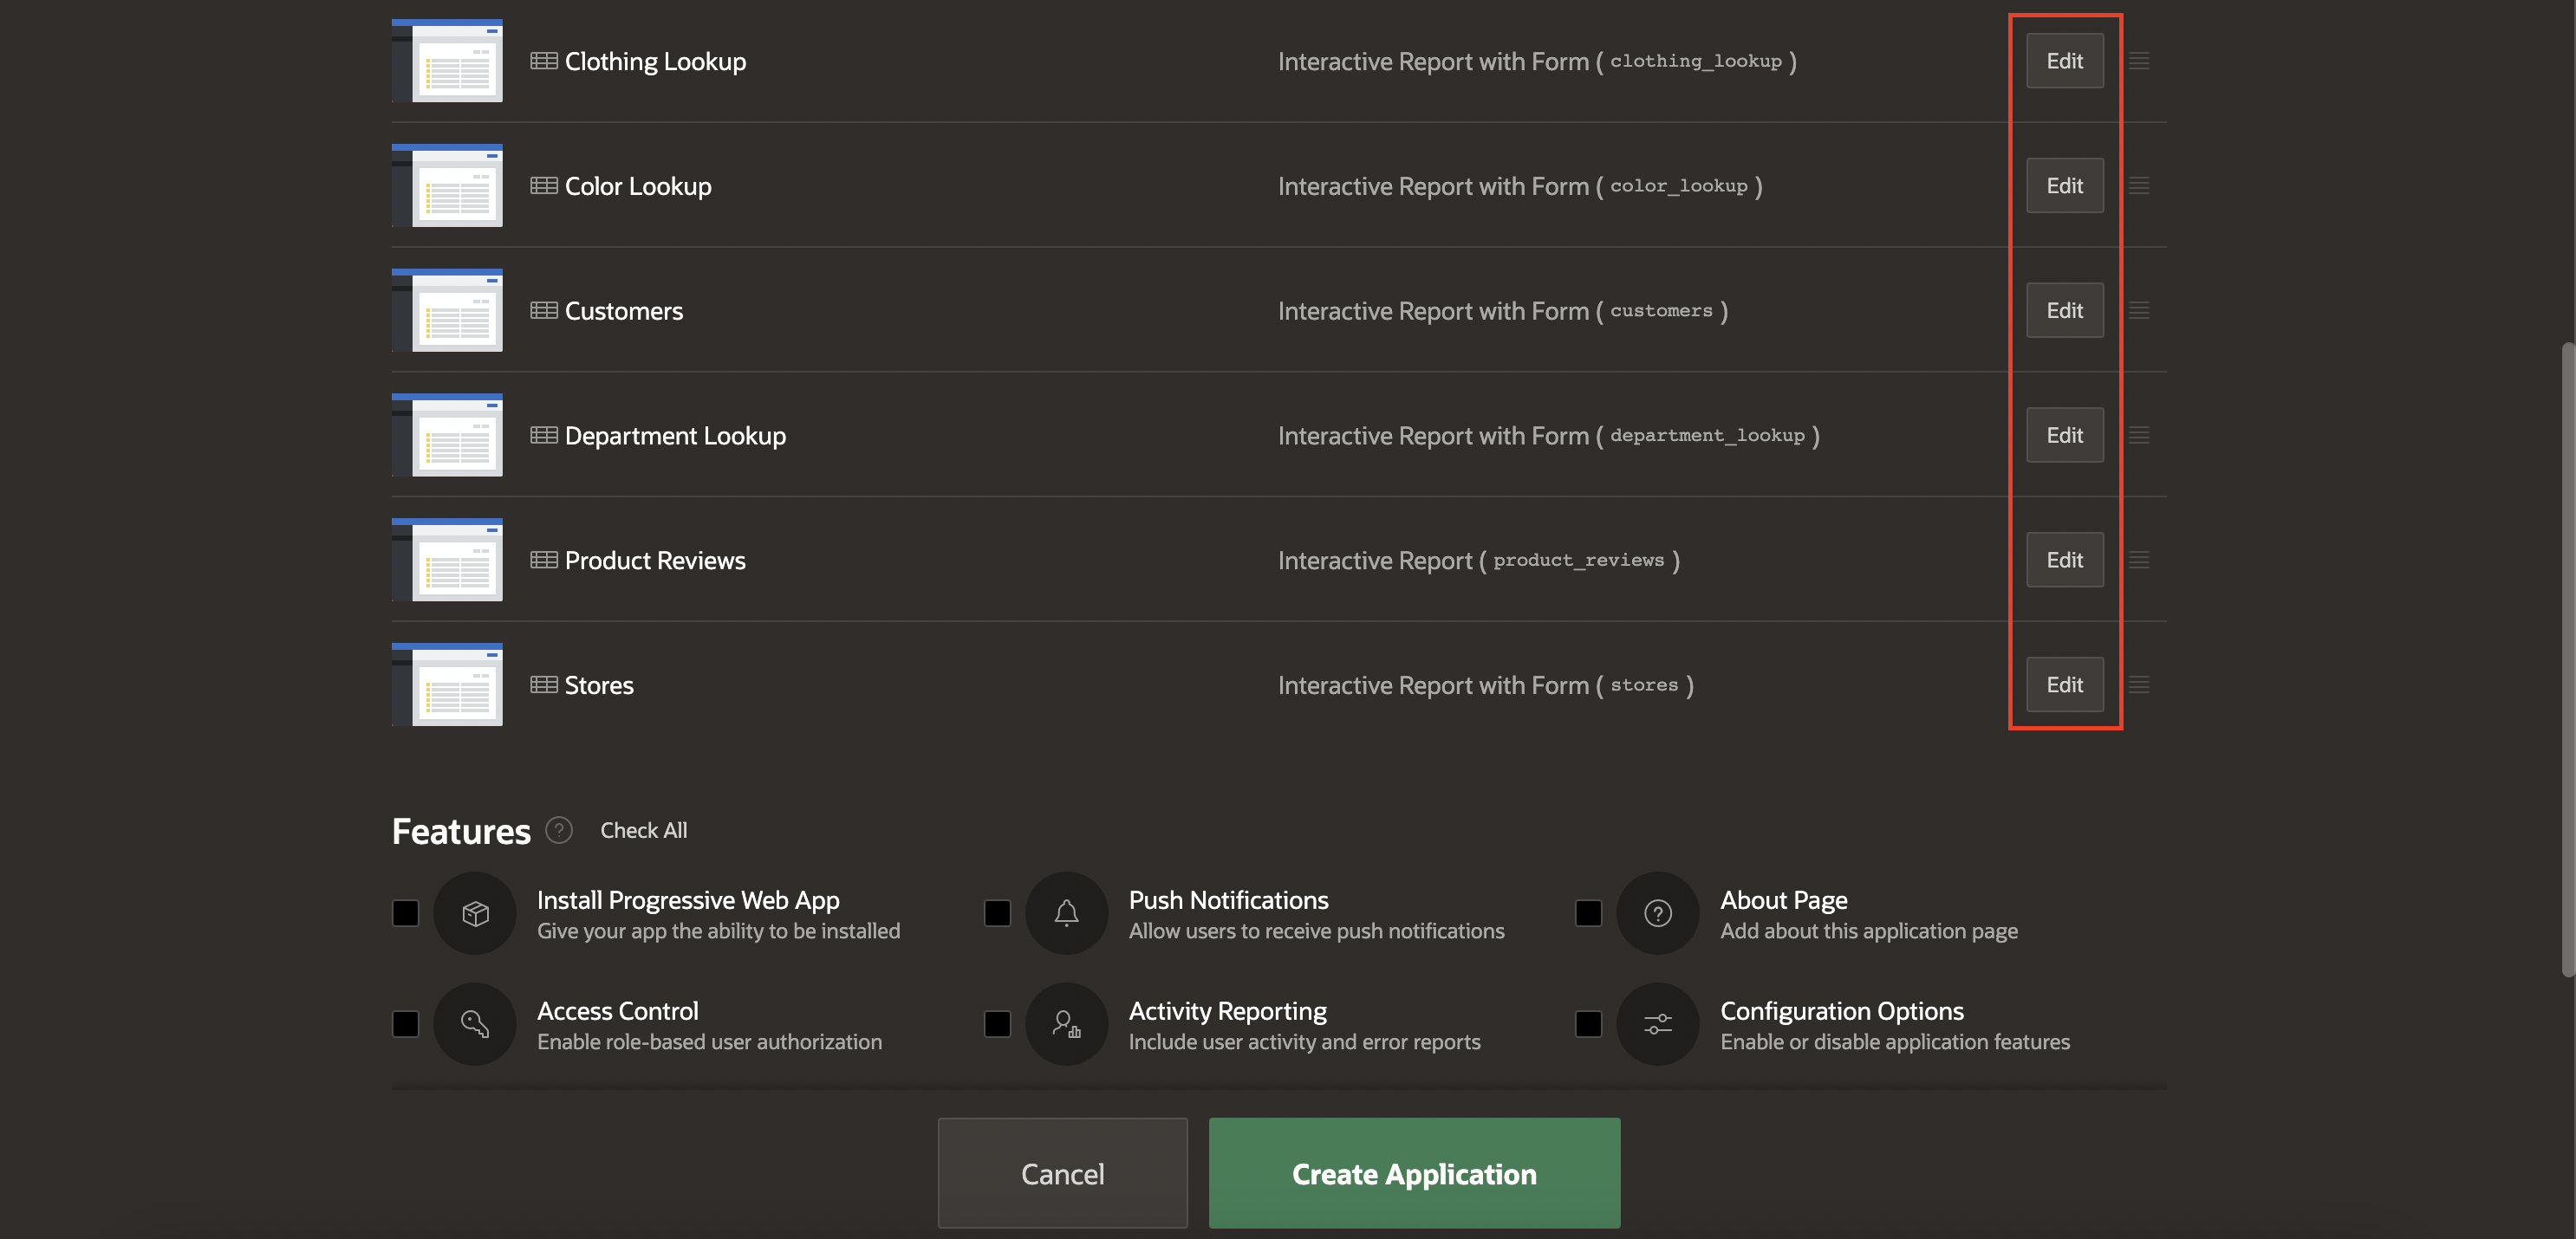 Clothing Lookup Interactive Report with Form ( clothing_lookup ) Edit
Color Lookup Interactive Report with Form ( color_lookup ) Edit
Customers Interactive Report with Form ( customers ) Edit
Department Lookup Interactive Report with Form ( department_lookup ) Edit
Product Reviews Interactive Report ( product_reviews ) Edit
Stores Interactive Report with Form ( stores ) Edit
Features ? Check All
Install Progressive Web App
Give your app the ability to be installed
Push Notifications
Allow users to receive push notifications
? About Page
Add about this application page
Access Control
Enable role-based user authorization
Activity Reporting
Include user activity and error reports
Configuration Options
Enable or disable application features
Cancel Create Application